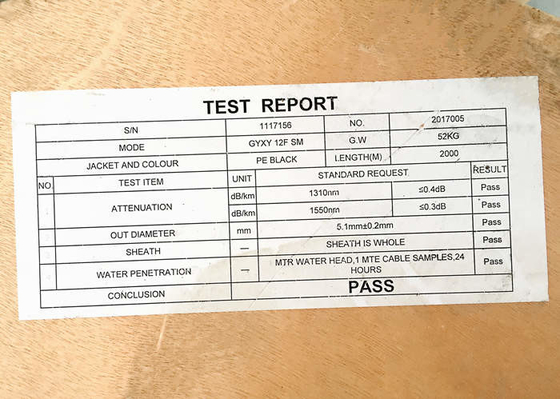 TEST REPORT
S/N 1117156 NO. 2017005
MODE GYXY 12F SM G.W 52KG
JACKET AND COLOUR PE BLACK LENGTH(M) 2000
NO. TEST ITEM UNIT STANDARD REQUEST RESULT
ATTENUATION dB/km 1310nm ≤0.4dB Pass
dB/km 1550nm ≤0.3dB Pass
OUT DIAMETER mm 5.1mm±0.2mm Pass
SHEATH — SHEATH IS WHOLE Pass
WATER PENETRATION — MTR WATER HEAD,1 MTE CABLE SAMPLES,24 Pass
HOURS
CONCLUSION PASS